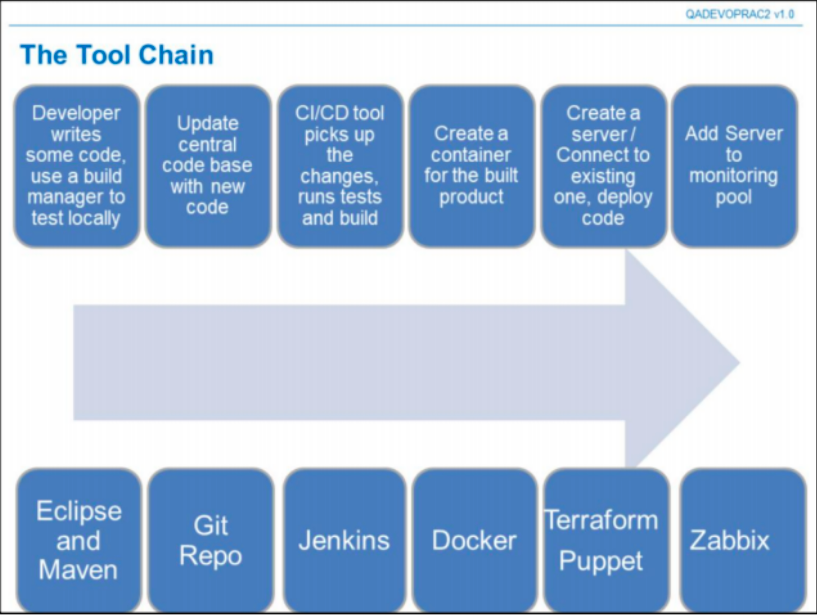 QADEVOPRAC2 v1.0
The Tool Chain
Developer
writes
some code,
use a build
manager to
test locally
Update
central
code base
with new
code
CI/CD tool
picks up
the
changes,
runs tests
and build
Create a
container
for the built
product
Create a
server /
Connect to
existing
one, deploy
code
Add Server
to
monitoring
pool
Eclipse
and
Maven
Git
Repo
Jenkins
Docker
Terraform
Puppet
Zabbix